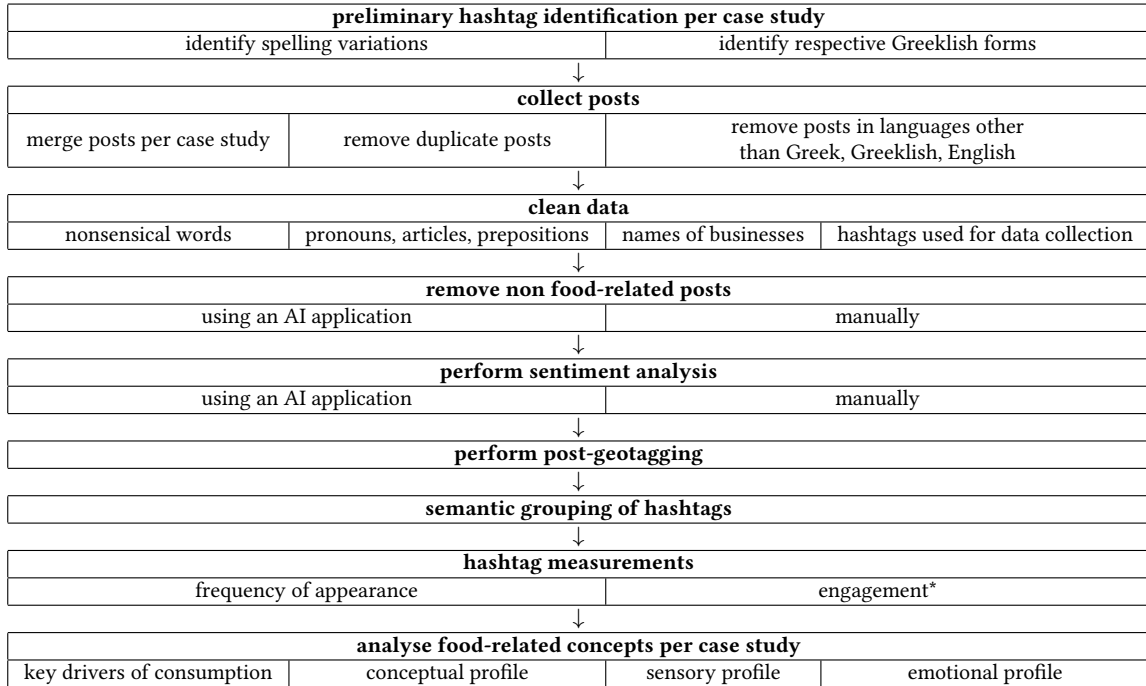 preliminary hashtag identification per case study
identify spelling variations identify respective Greeklish forms
↓
collect posts
merge posts per case study remove duplicate posts remove posts in languages other
than Greek, Greeklish, English
↓
clean data
nonsensical words pronouns, articles, prepositions names of businesses hashtags used for data collection
↓
remove non food-related posts
using an AI application manually
↓
perform sentiment analysis
using an AI application manually
↓
perform post-geotagging
↓
semantic grouping of hashtags
↓
hashtag measurements
frequency of appearance engagement*
↓
analyse food-related concepts per case study
key drivers of consumption conceptual profile sensory profile emotional profile